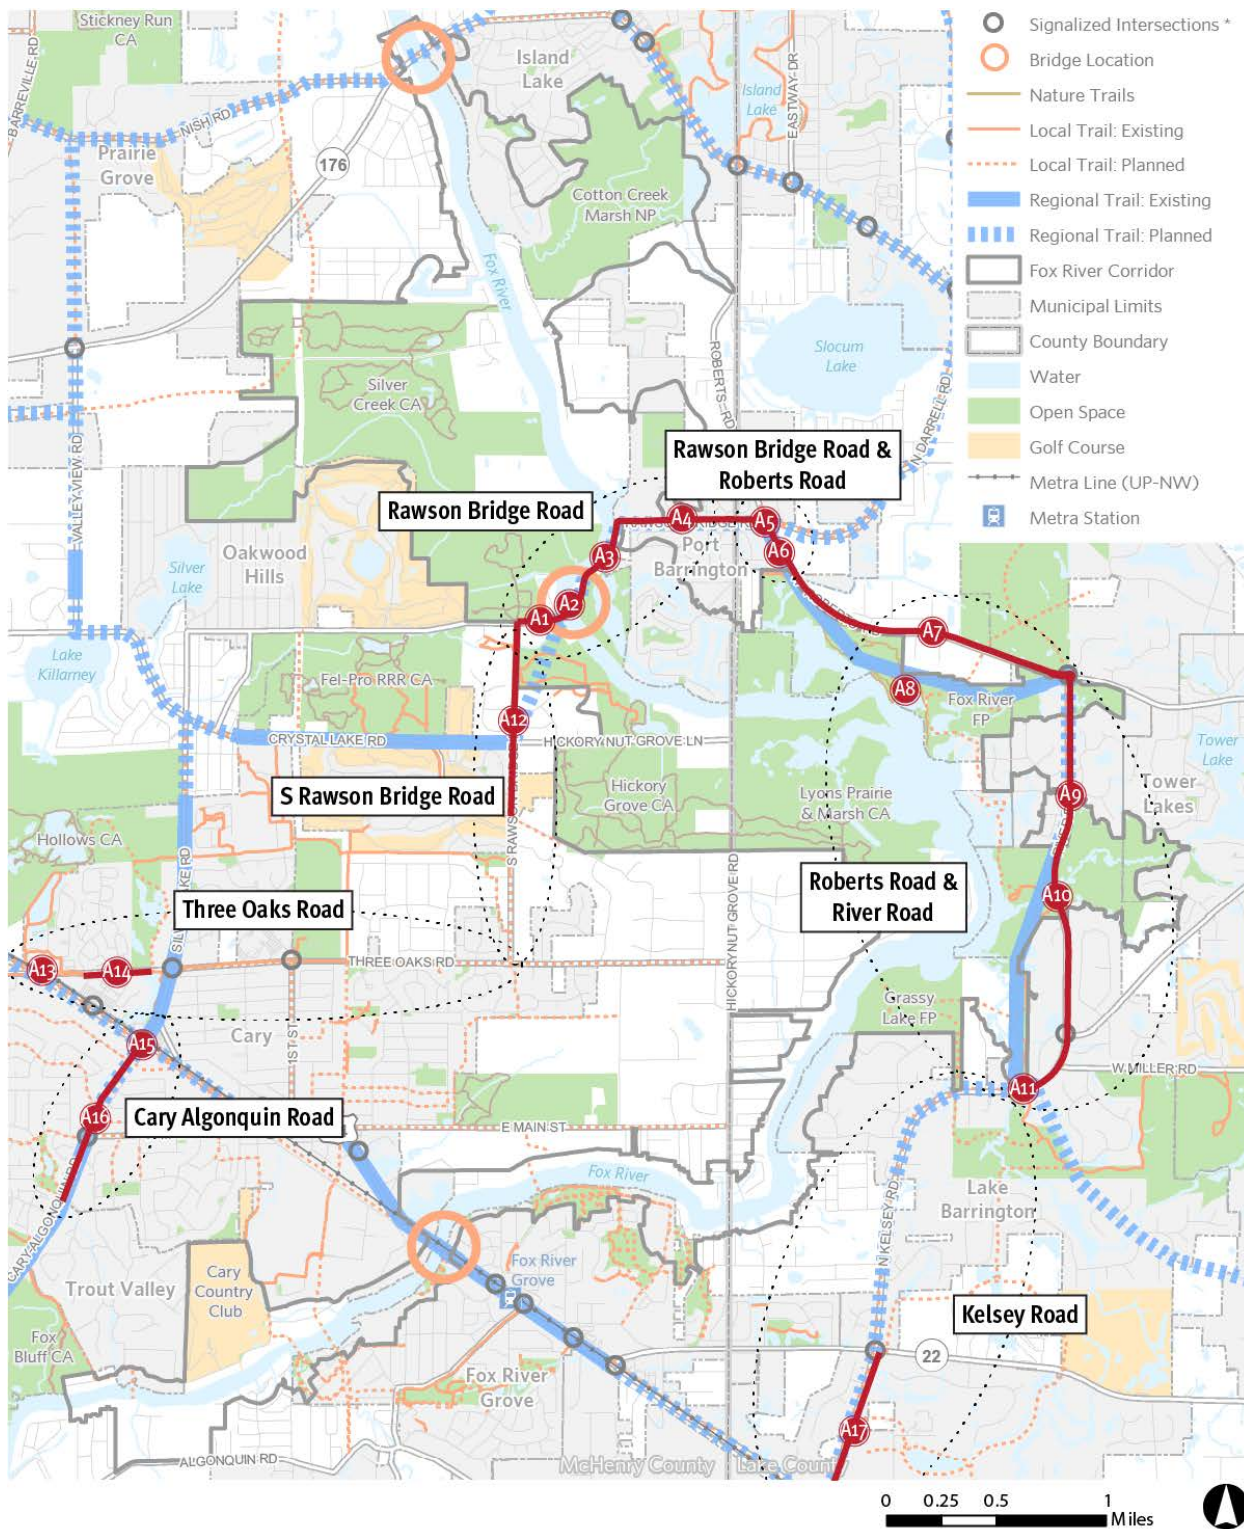 Stickney Run
CA
BARREVILLE RD
NISH RD
Prairie
Grove
176
Island
Lake
Island
Lake
EASTWAY DR
Cotton Creek
Marsh NP
Fox River
Signalized Intersections *
Bridge Location
Nature Trails
Local Trail: Existing
Local Trail: Planned
Regional Trail: Existing
Regional Trail: Planned
Fox River Corridor
Municipal Limits
County Boundary
Water
Open Space
Golf Course
Metra Line (UP-NW)
Metra Station
VALLEY VIEW RD
Silver
Creek CA
ROBERTS RD
Slocum
Lake
N DARRELL RD
Rawson Bridge Road &
Roberts Road
Rawson Bridge Road
A4
A5
A6
A3
Port
Barrington
Oakwood
Hills
Silver
Lake
A1
A2
A7
Lake
Killarney
Fel-Pro RRR CA
A8
Fox River
FP
A12
CRYSTAL LAKE RD
HICKORY NUT GROVE LN
Tower
Lake
S Rawson Bridge Road
Hickory
Grove CA
Lyons Prairie
& Marsh CA
A9
Tower
Lakes
Hollows CA
S RAWSON BRIDGE
HICKORY NUT GROVE RD
Roberts Road &
River Road
A10
Three Oaks Road
A13
A14
THREE OAKS RD
Grassy
Lake FP
Cary
1ST ST
A15
A11
W MILLER RD
A16
Cary Algonquin Road
E MAIN ST
Fox River
Lake
Barrington
N KELSEY RD
CARY-ALGONQUIN RD
Trout Valley
Cary
Country
Club
Fox River
Grove
Kelsey Road
Fox
Bluff CA
22
Fox River
Grove
A17
ALGONQUIN RD
McHenry County
Lake County
0
0.25
0.5
1
Miles